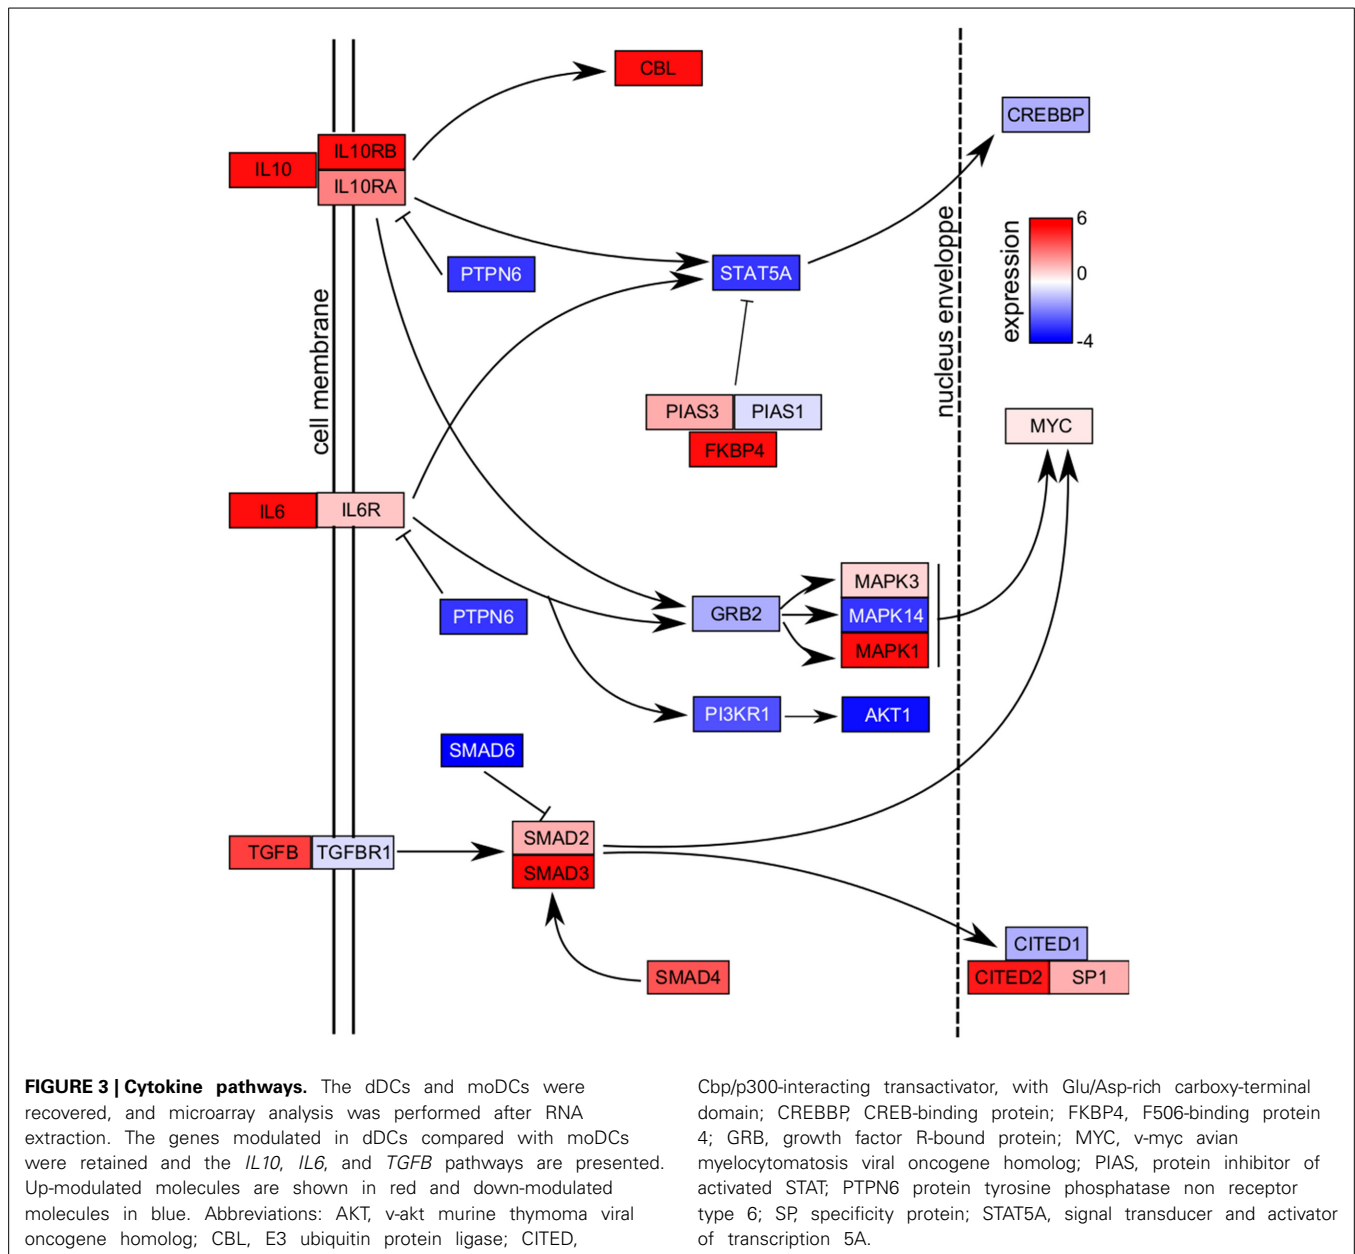 CBL
CREBBP
IL10RB
IL10
IL10RA
PTPN6
STAT5A
nucleus enveloppe
expression
6
0
-4
cell membrane
PIAS3
PIAS1
FKBP4
MYC
IL6
IL6R
PTPN6
GRB2
MAPK3
MAPK14
MAPK1
PI3KR1
AKT1
SMAD6
TGFB
TGFBR1
SMAD2
SMAD3
SMAD4
CITED1
CITED2
SP1
FIGURE 3 | Cytokine pathways. The dDCs and moDCs were
recovered, and microarray analysis was performed after RNA
extraction. The genes modulated in dDCs compared with moDCs
were retained and the IL10, IL6, and TGFB pathways are presented.
Up-modulated molecules are shown in red and down-modulated
molecules in blue. Abbreviations: AKT, v-akt murine thymoma viral
oncogene homolog; CBL, E3 ubiquitin protein ligase; CITED,
Cbp/p300-interacting transactivator, with Glu/Asp-rich carboxy-terminal
domain; CREBBP, CREB-binding protein; FKBP4, F506-binding protein
4; GRB, growth factor R-bound protein; MYC, v-myc avian
myelocytomatosis viral oncogene homolog; PIAS, protein inhibitor of
activated STAT; PTPN6 protein tyrosine phosphatase non receptor
type 6; SP, specificity protein; STAT5A, signal transducer and activator
of transcription 5A.